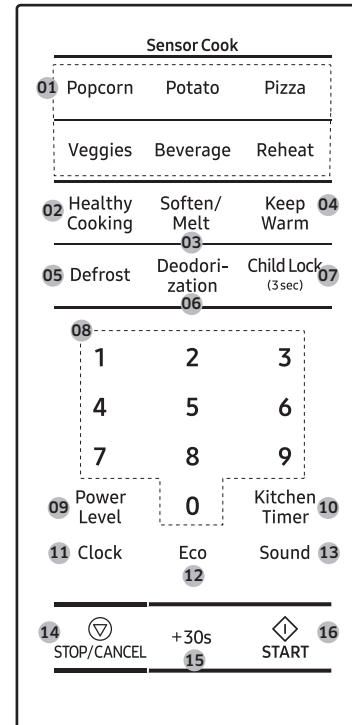 Sensor Cook
01 Popcorn Potato Pizza
Veggies Beverage Reheat
02 Healthy Cooking Soften/ Melt 03 Keep Warm 04
05 Defrost Deodori- zation 06 Child Lock (3 sec) 07
08
1 2 3
4 5 6
7 8 9
09 Power Level 0 Kitchen Timer 10
11 Clock Eco 12 Sound 13
14 STOP/CANCEL +30s 15 START 16